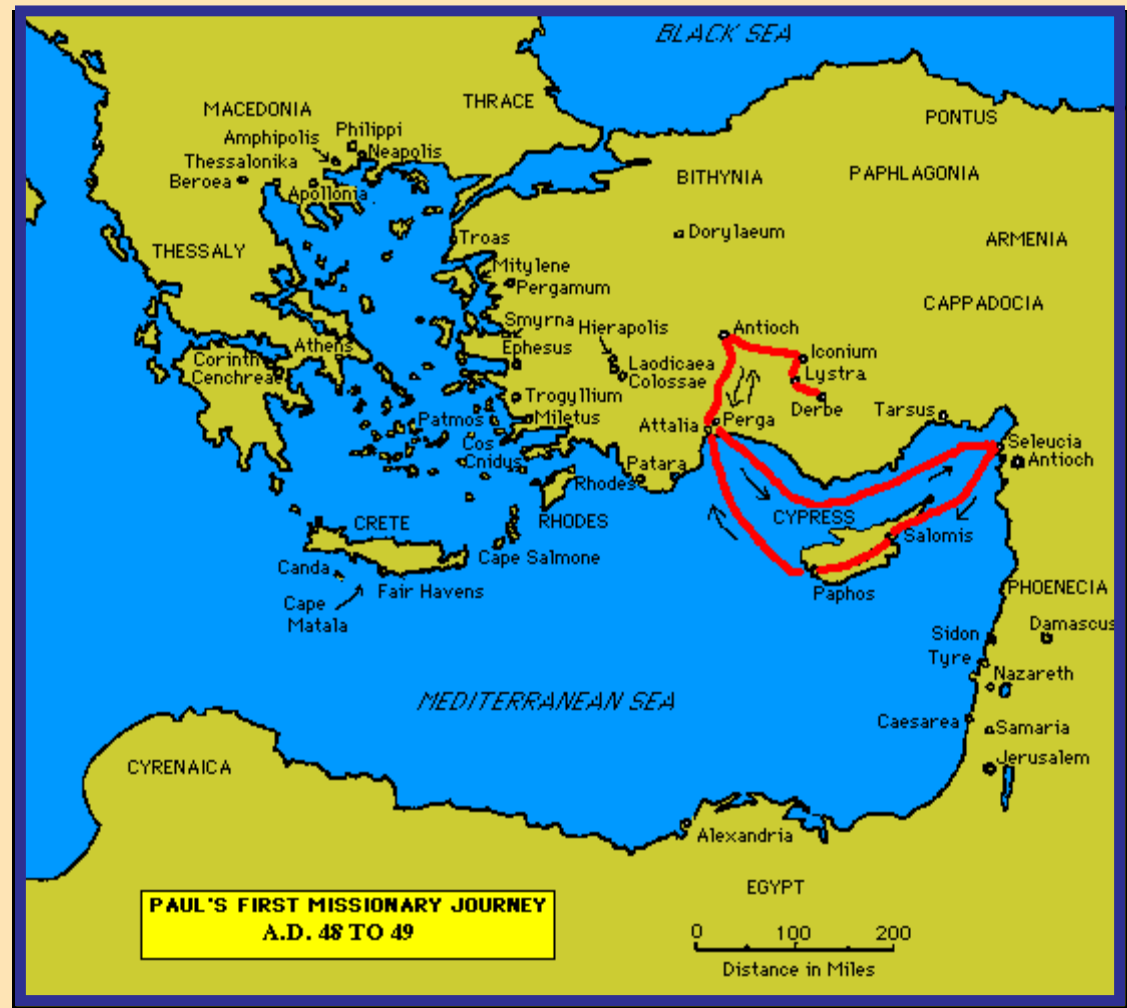 BLACK SEA
MACEDONIA
THRACE
PONTUS
Amphipolis
Philippi
Neapolis
Thessalonika
Beroea
Apollonia
BITHYNIA
PAPHLAGONIA
Dorylaeum
ARMENIA
THESSALY
Troas
Mitylene
Pergamum
CAPPADOCIA
Smyrna
Hierapolis
Antioch
Corinth
Athens
Ephesus
Iconium
Cenchreae
Laodicaea
Colossae
Lystra
Trogyllium
Derbe
Tarsus
Patmos
Miletus
Attalia
Perga
Seleucia
Cos
Cnidus
Patara
Antioch
Rhodes
RHODES
CYPRESS
CRETE
Salomis
Cape Salmone
Canda
Fair Havens
Paphos
PHOENECIA
Cape
Matala
Damascus
Sidon
Tyre
Nazareth
MEDITERRANEAN SEA
Caesarea
Samaria
Jerusalem
CYRENAICA
Alexandria
EGYPT
PAUL'S FIRST MISSIONARY JOURNEY
A.D. 48 TO 49
0 100 200
Distance in Miles